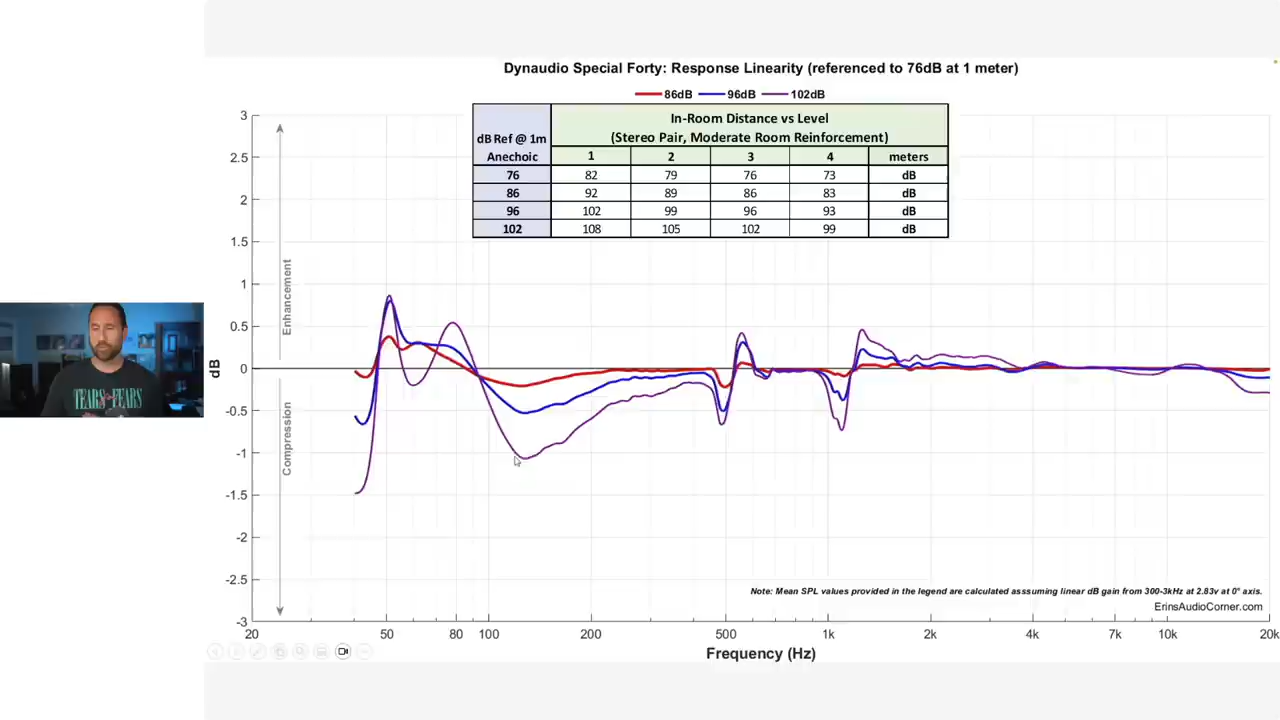 Dynaudio Special Forty: Response Linearity (referenced to 76dB at 1 meter)
86dB 96dB 102dB
dB Ref @ 1m
Anechoic
In-Room Distance vs Level
(Stereo Pair, Moderate Room Reinforcement)
1 2 3 4 meters
76 82 79 76 73 dB
86 92 89 86 83 dB
96 102 99 96 93 dB
102 108 105 102 99 dB
3
2.5
2
1.5
1
0.5
0
-0.5
-1
-1.5
-2
-2.5
-3
dB
Enhancement
Compression
TEARS FEARS
Note: Mean SPL values provided in the legend are calculated asssuming linear dB gain from 300-3kHz at 2.83v at 0° axis.
ErinsAudioCorner.com
20 50 80 100 200 500 800 1k 2k 4k 7k 10k 20k
Frequency (Hz)